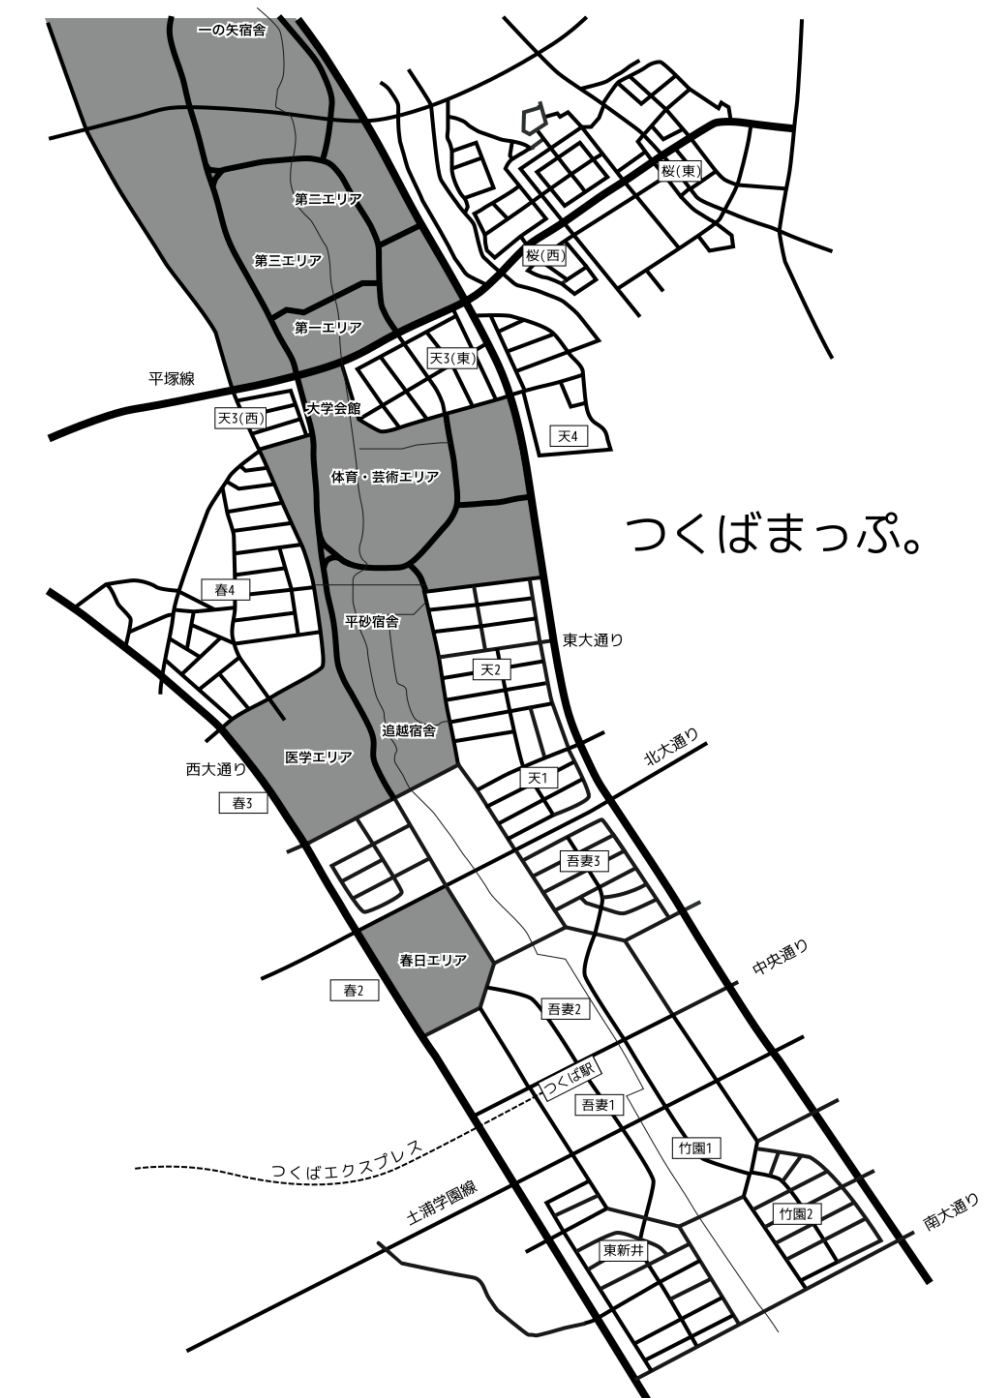 一の矢宿舎
桜(東)
第二エリア
桜(西)
第三エリア
第一エリア
天3(東)
平塚線
大学会館
天3(西)
天4
体育・芸術エリア
つくばまっぷ。
春4
平砂宿舎
東大通り
天2
追越宿舎
北大通り
医学エリア
西大通り
天1
春3
吾妻3
中央通り
春日エリア
春2
吾妻2
つくば駅
吾妻1
竹園1
つくばエクスプレス
土浦学園線
竹園2
南大通り
東新井